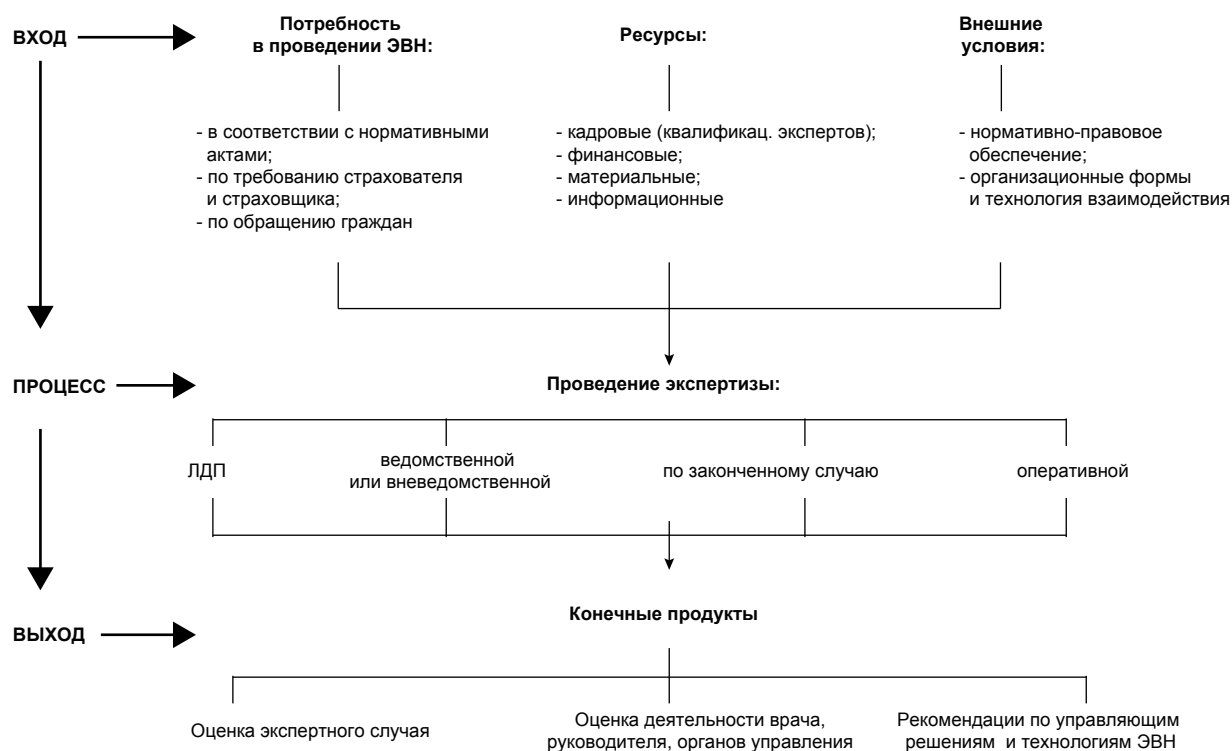 ВХОД
Потребность
в проведении ЭВН:
- в соответствии с нормативными
актами;
- по требованию страхователя
и страховщика;
- по обращению граждан
Ресурсы:
- кадровые (квалификац. экспертов);
- финансовые;
- материальные;
- информационные
Внешние
условия:
- нормативно-правовое
обеспечение;
- организационные формы
и технология взаимодействия
ПРОЦЕСС
Проведение экспертизы:
ЛДП
ведомственной
или вневедомственной
по законченному случаю
оперативной
ВЫХОД
Конечные продукты
Оценка экспертного случая
Оценка деятельности врача,
руководителя, органов управления
Рекомендации по управляющим
решениям и технологиям ЭВН